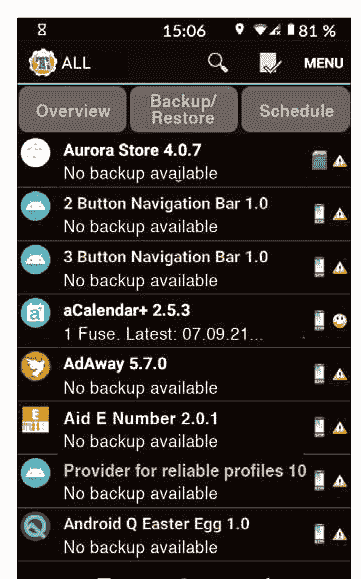 15:06 81 %
ALL MENU
Overview Backup/ Schedule
Restore
Aurora Store 4.0.7
No backup available
2 Button Navigation Bar 1.0
No backup available
3 Button Navigation Bar 1.0
No backup available
aCalendar+ 2.5.3
1 Fuse. Latest: 07.09.21...
AdAway 5.7.0
No backup available
Aid E Number 2.0.1
No backup available
Provider for reliable profiles 10
No backup available
Android Q Easter Egg 1.0
No backup available